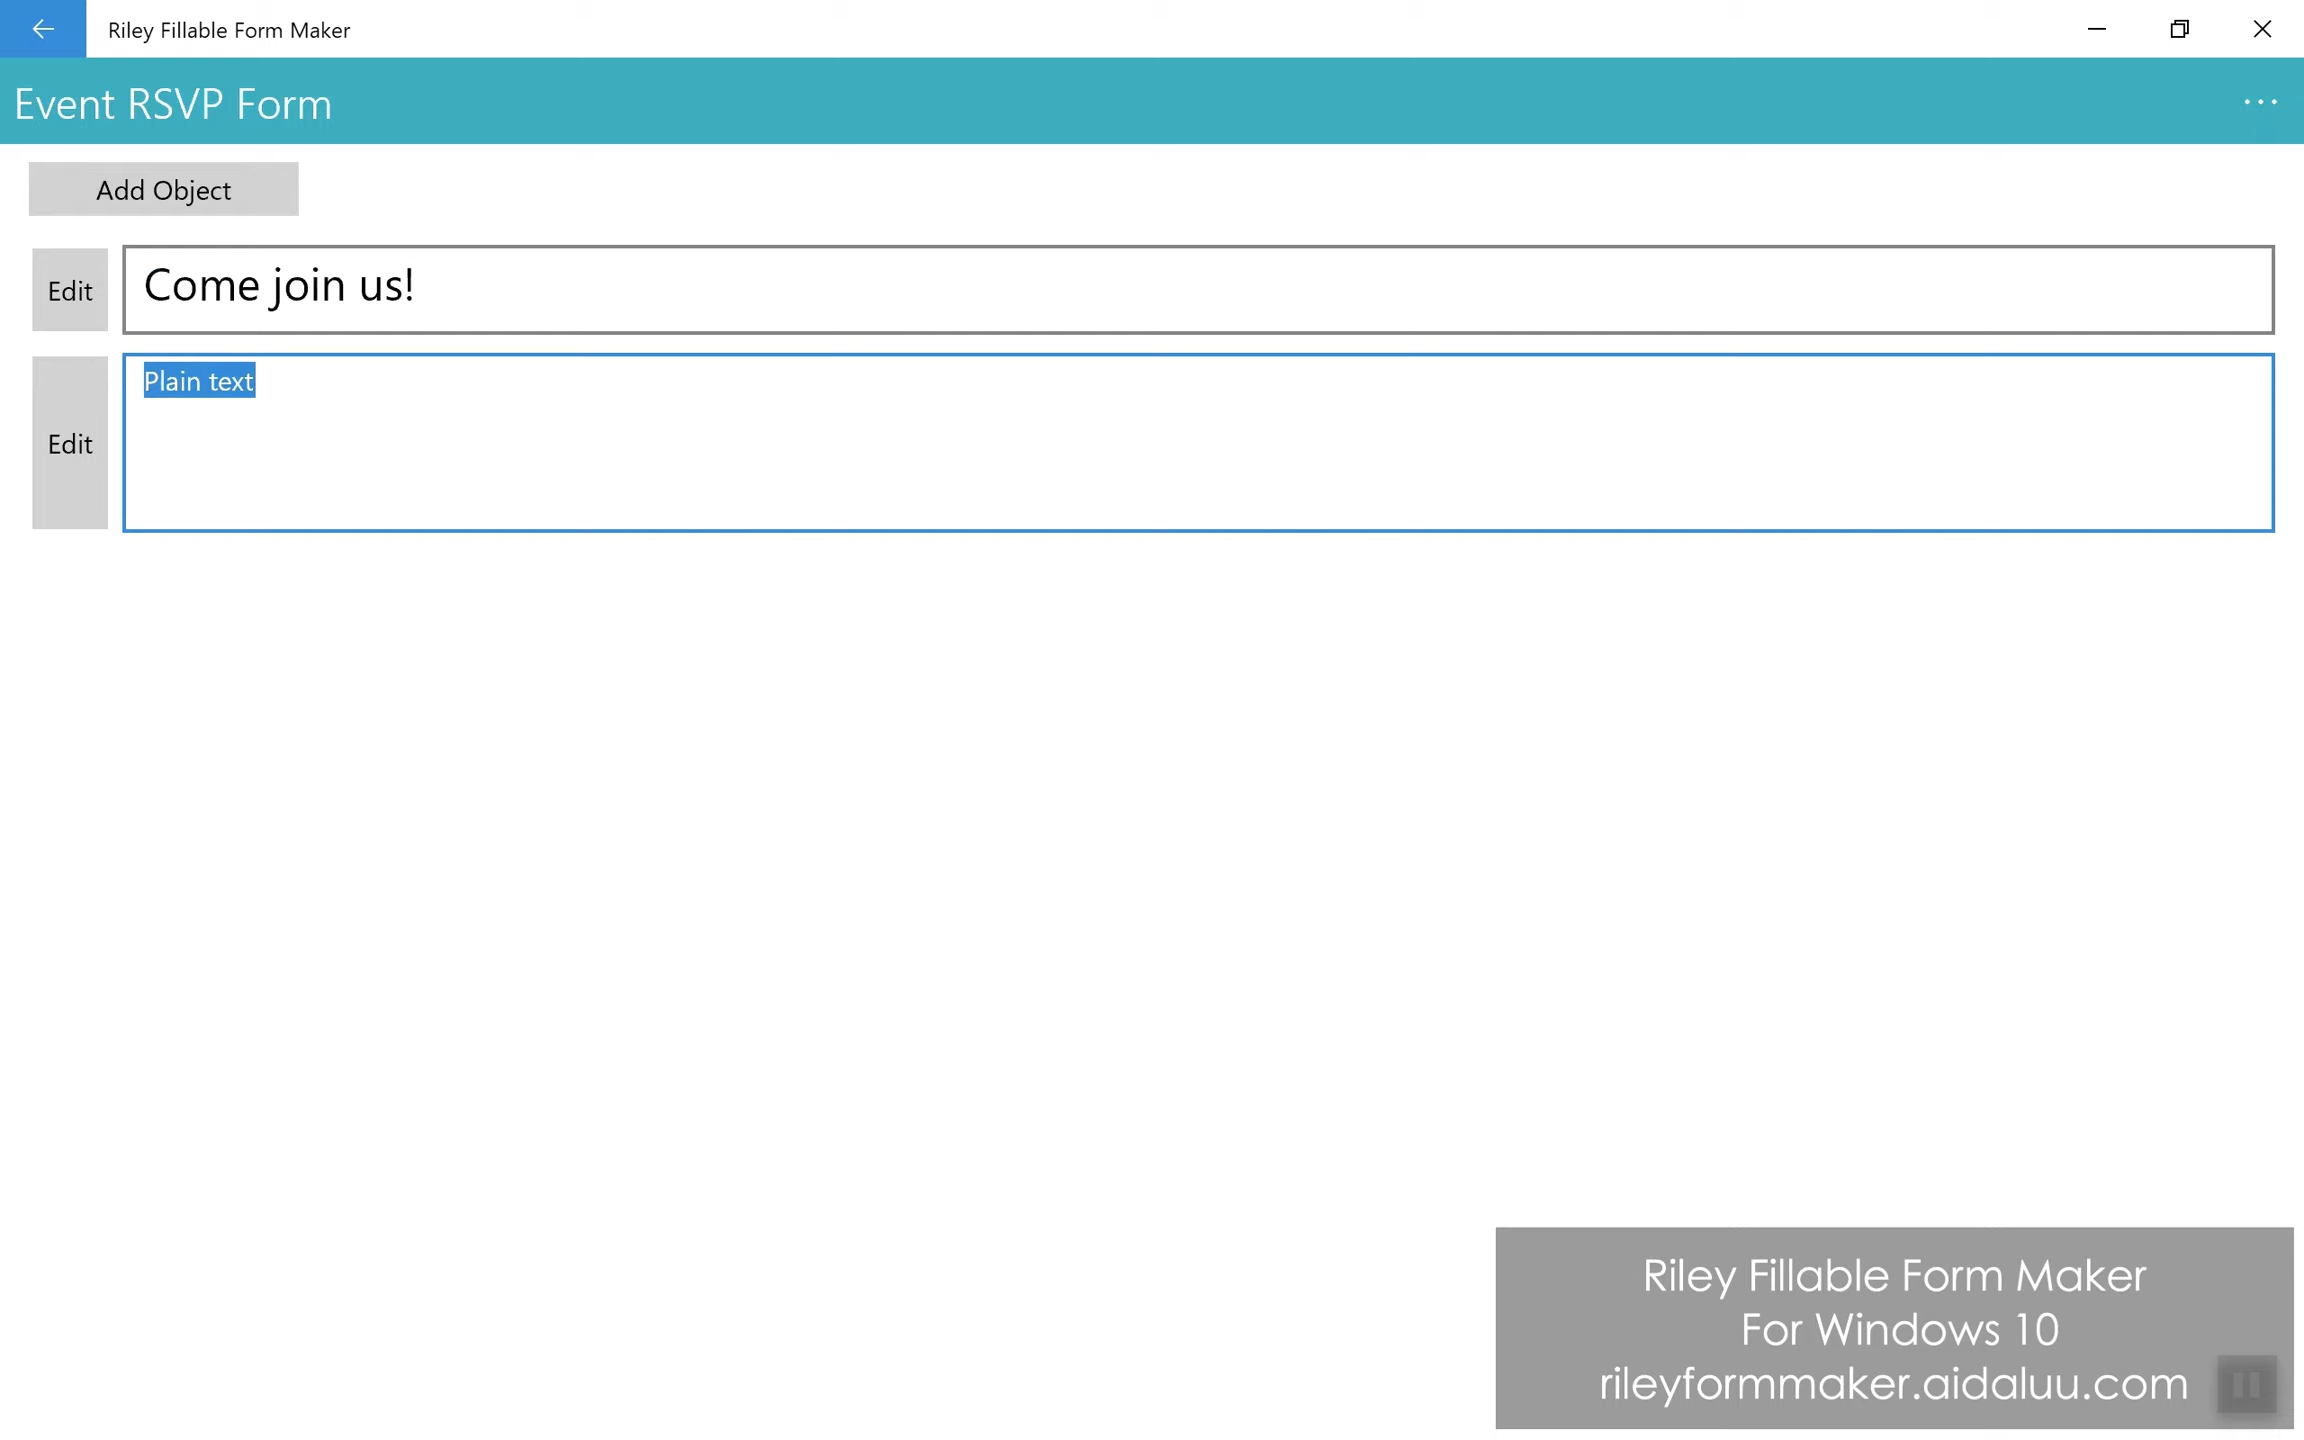 Riley Fillable Form Maker
Event RSVP Form
Add Object
Edit
Come join us!
Edit
Plain text
Riley Fillable Form Maker
For Windows 10
rileyformmaker.aidaluu.com